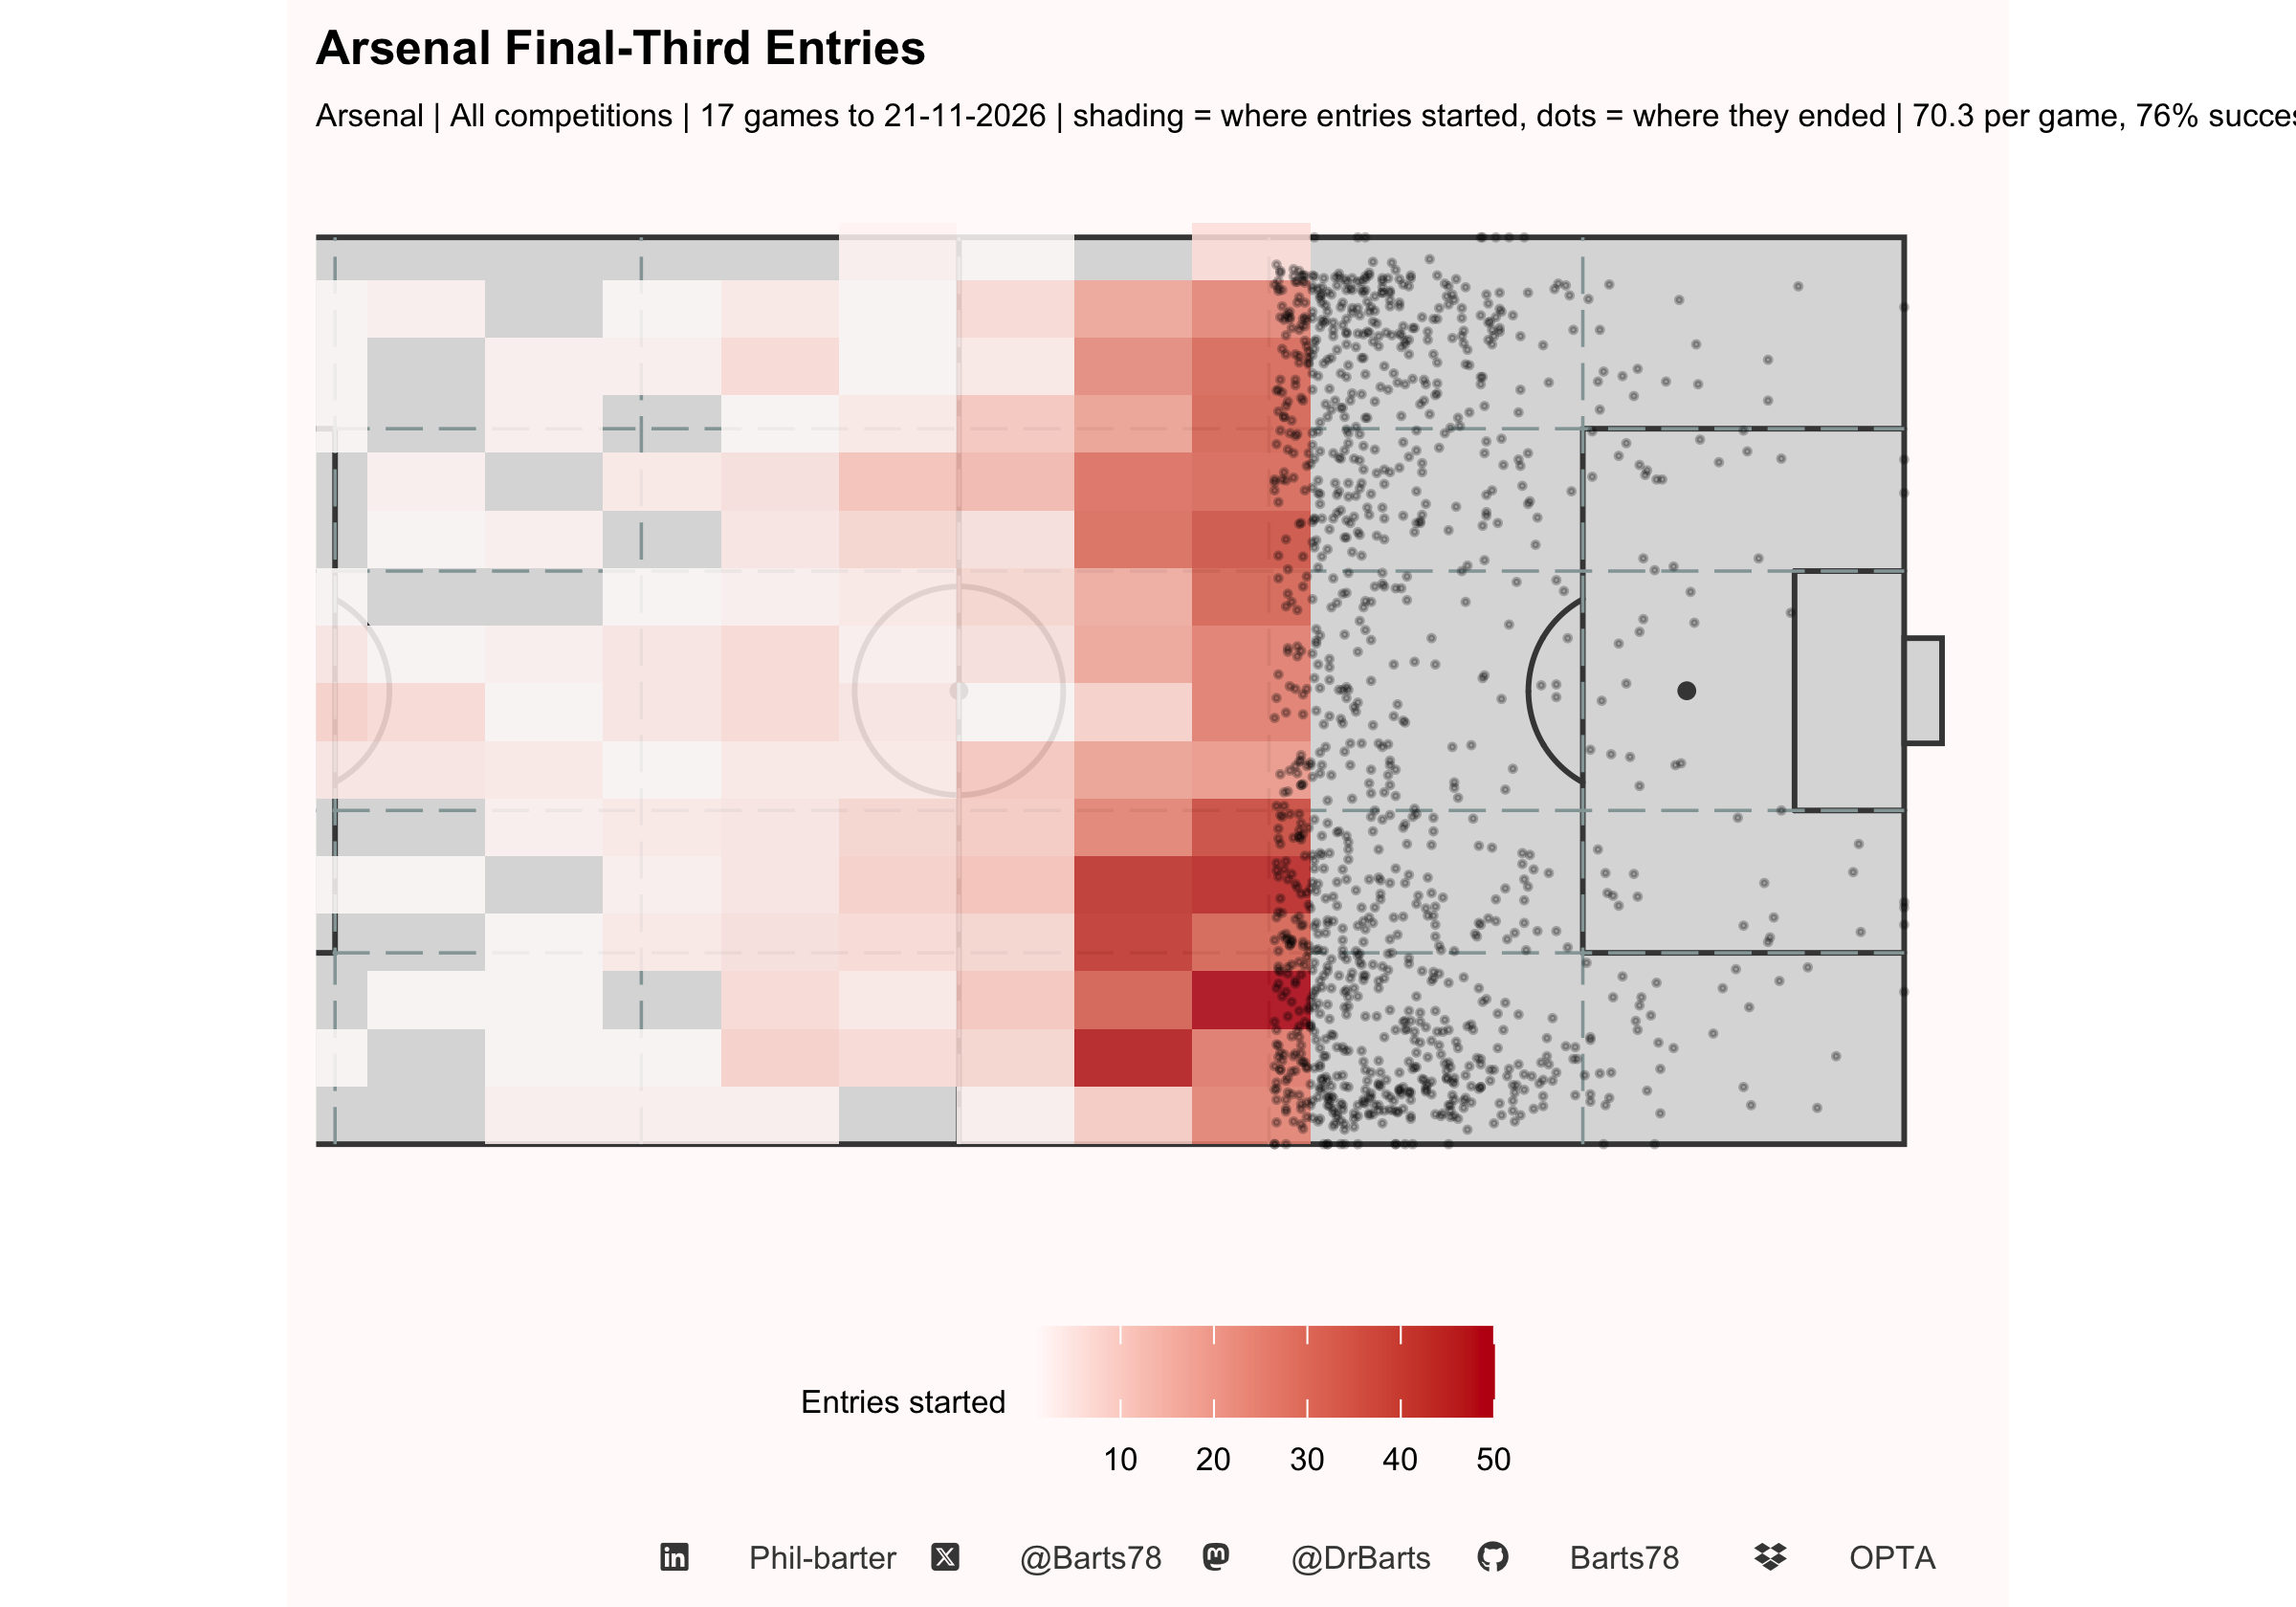 Arsenal Final-Third Entries
Arsenal | All competitions | 17 games to 21-11-2026 | shading = where entries started, dots = where they ended | 70.3 per game, 76% succes
Entries started
10 20 30 40 50
Phil-barter @Barts78 @DrBarts Barts78 OPTA